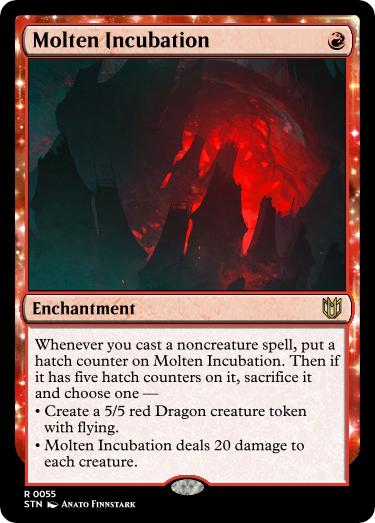 Molten Incubation
Enchantment
Whenever you cast a noncreature spell, put a
hatch counter on Molten Incubation. Then if
it has five hatch counters on it, sacrifice it
and choose one —
• Create a 5/5 red Dragon creature token
with flying.
• Molten Incubation deals 20 damage to
each creature.
R 0055
STN Anato Finnstark